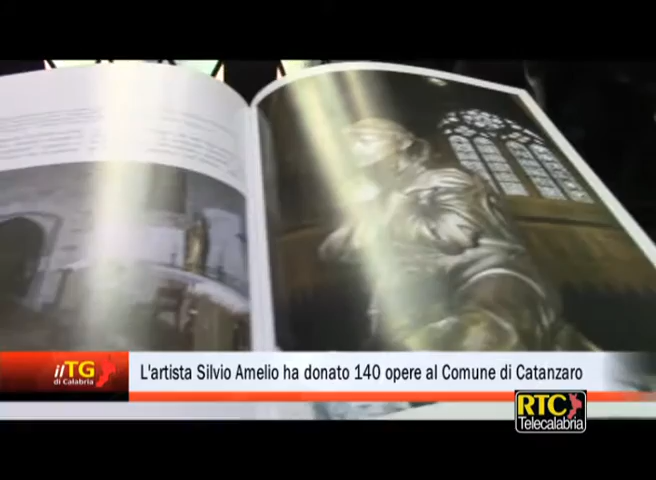 ilTG
di Calabria
L'artista Silvio Amelio ha donato 140 opere al Comune di Catanzaro
RTC
Telecalabria